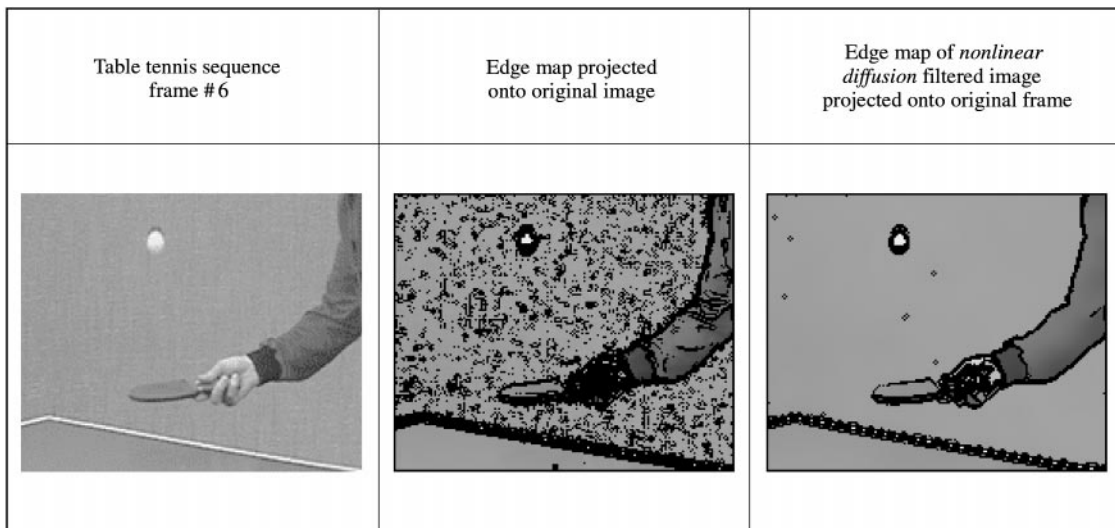 Table tennis sequence
frame # 6
Edge map projected
onto original image
Edge map of nonlinear
diffusion filtered image
projected onto original frame